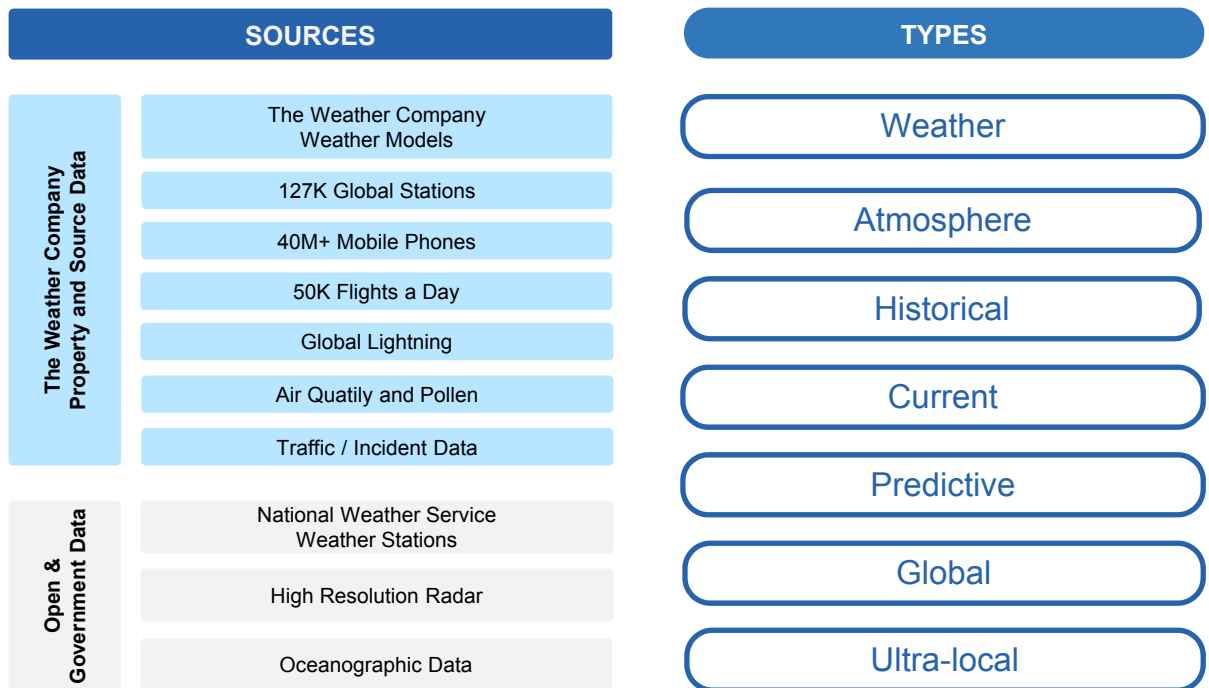 SOURCES
The Weather Company
Property and Source Data
The Weather Company
Weather Models
127K Global Stations
40M+ Mobile Phones
50K Flights a Day
Global Lightning
Air Quatily and Pollen
Traffic / Incident Data
Open &
Government Data
National Weather Service
Weather Stations
High Resolution Radar
Oceanographic Data
TYPES
Weather
Atmosphere
Historical
Current
Predictive
Global
Ultra-local